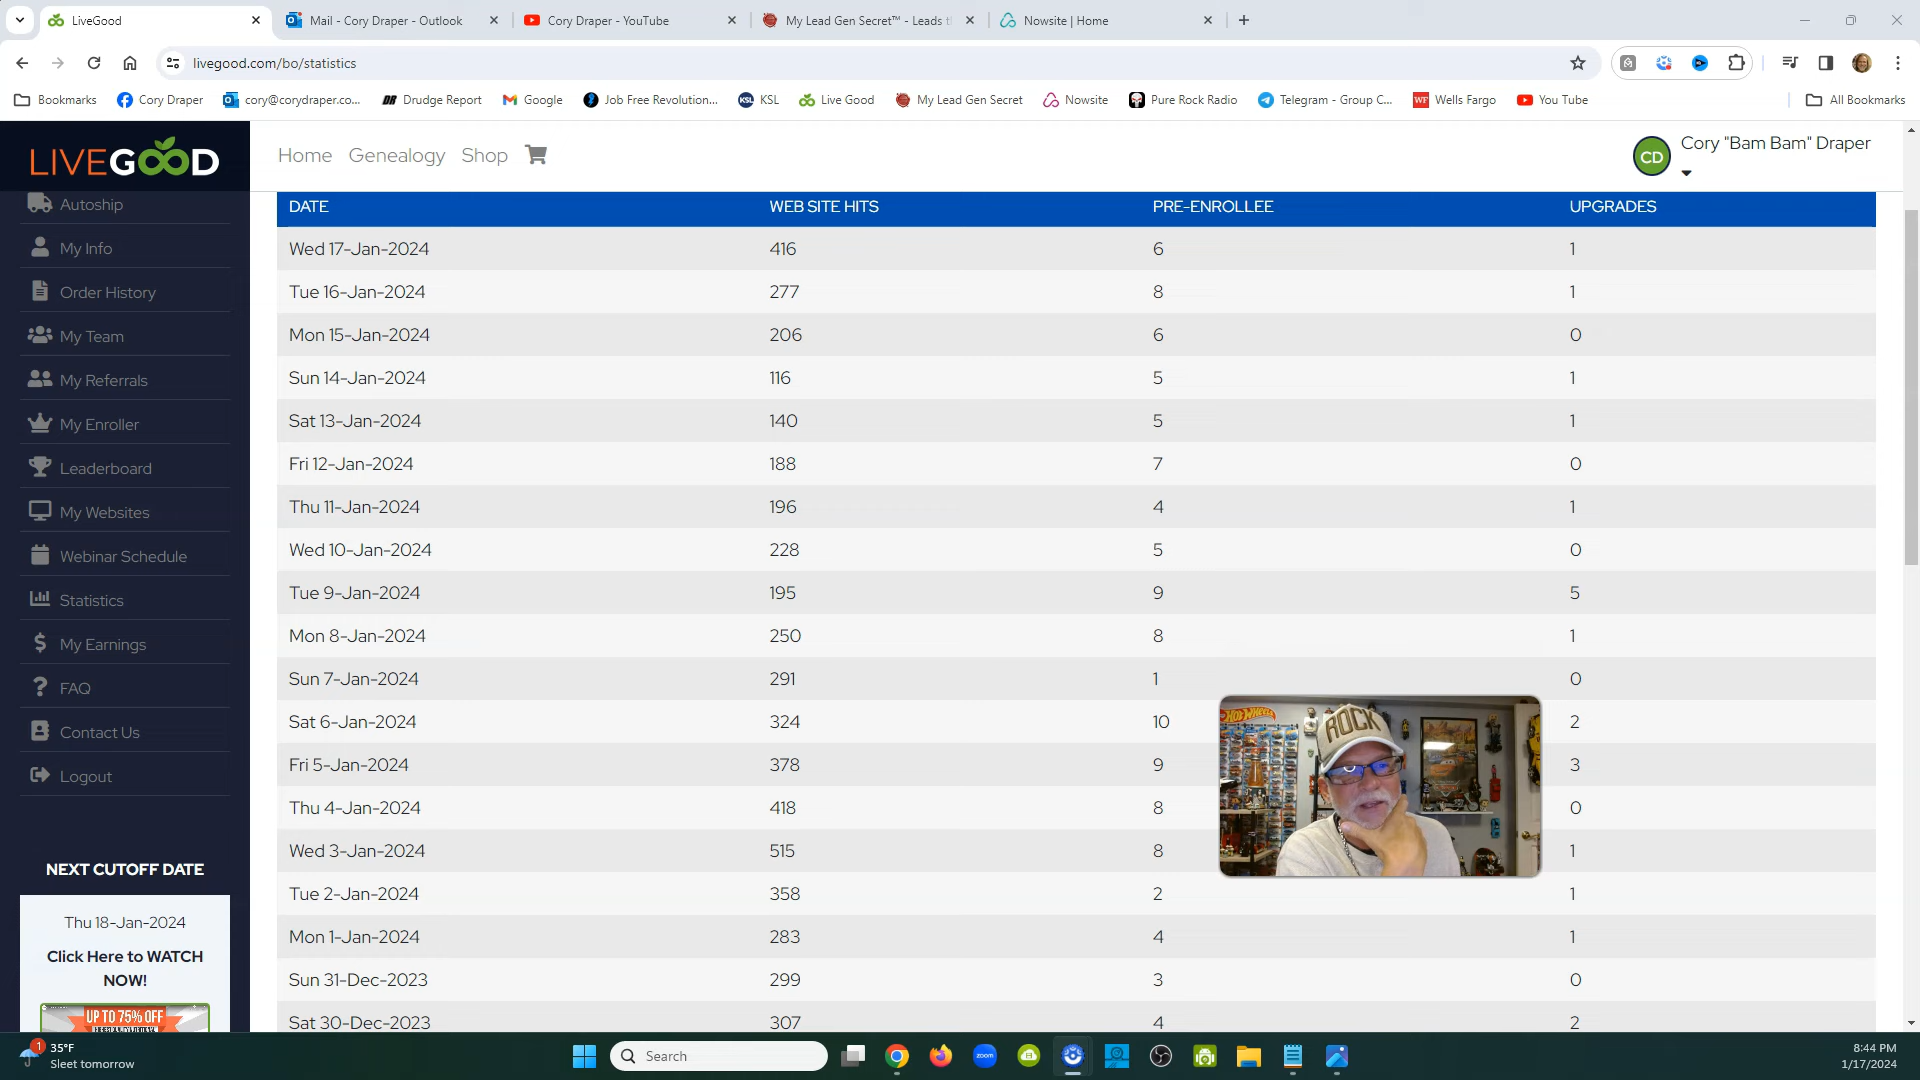 LiveGood
Mail - Cory Draper - Outlook
Cory Draper - YouTube
My Lead Gen Secret™ - Leads t
Nowsite | Home
livegood.com/bo/statistics
Bookmarks
Cory Draper
cory@corydraper.co...
Drudge Report
Google
Job Free Revolution...
KSL KSL
Live Good
My Lead Gen Secret
Nowsite
Pure Rock Radio
Telegram - Group C...
WF Wells Fargo
You Tube
All Bookmarks
LIVEGOOD
Home Genealogy Shop
CD Cory "Bam Bam" Draper
Autoship
My Info
Order History
My Team
My Referrals
My Enroller
Leaderboard
My Websites
Webinar Schedule
Statistics
My Earnings
FAQ
Contact Us
Logout
NEXT CUTOFF DATE
Thu 18-Jan-2024
Click Here to WATCH
NOW!
UP TO 75% OFF
DATE WEB SITE HITS PRE-ENROLLEE UPGRADES
Wed 17-Jan-2024 416 6 1
Tue 16-Jan-2024 277 8 1
Mon 15-Jan-2024 206 6 0
Sun 14-Jan-2024 116 5 1
Sat 13-Jan-2024 140 5 1
Fri 12-Jan-2024 188 7 0
Thu 11-Jan-2024 196 4 1
Wed 10-Jan-2024 228 5 0
Tue 9-Jan-2024 195 9 5
Mon 8-Jan-2024 250 8 1
Sun 7-Jan-2024 291 1 0
Sat 6-Jan-2024 324 10 2
Fri 5-Jan-2024 378 9 3
Thu 4-Jan-2024 418 8 0
Wed 3-Jan-2024 515 8 1
Tue 2-Jan-2024 358 2 1
Mon 1-Jan-2024 283 4 1
Sun 31-Dec-2023 299 3 0
Sat 30-Dec-2023 307 4 2
HOT WHEELS
ROCK
1
35°F
Sleet tomorrow
Search
zoom
8:44 PM
1/17/2024